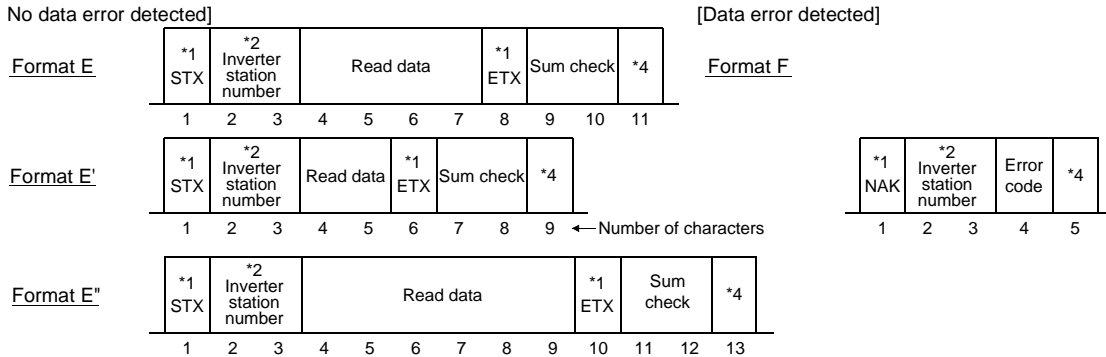 No data error detected]
[Data error detected]
Format E
*1
STX
*2
Inverter
station
number
Read data
*1
ETX
Sum check
*4
Format F
1 2 3 4 5 6 7 8 9 10 11
Format E'
*1
STX
*2
Inverter
station
number
Read data
*1
ETX
Sum check
*4
*1
NAK
*2
Inverter
station
number
Error
code
*4
1 2 3 4 5 6 7 8 9 ←Number of characters
1 2 3 4 5
Format E"
*1
STX
*2
Inverter
station
number
Read data
*1
ETX
Sum
check
*4
1 2 3 4 5 6 7 8 9 10 11 12 13